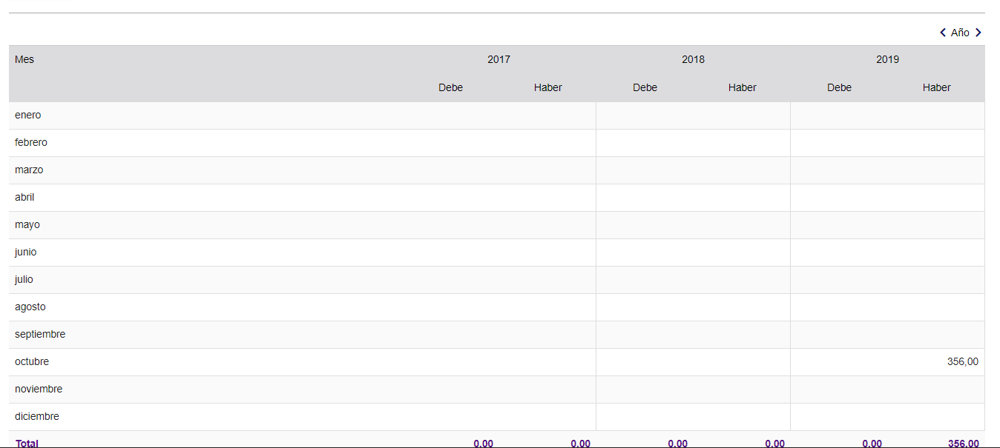 Año
Mes 2017 2018 2019
Debe Haber Debe Haber Debe Haber
enero
febrero
marzo
abril
mayo
junio
julio
agosto
septiembre
octubre 356,00
noviembre
diciembre
Total 0,00 0,00 0,00 0,00 0,00 356,00